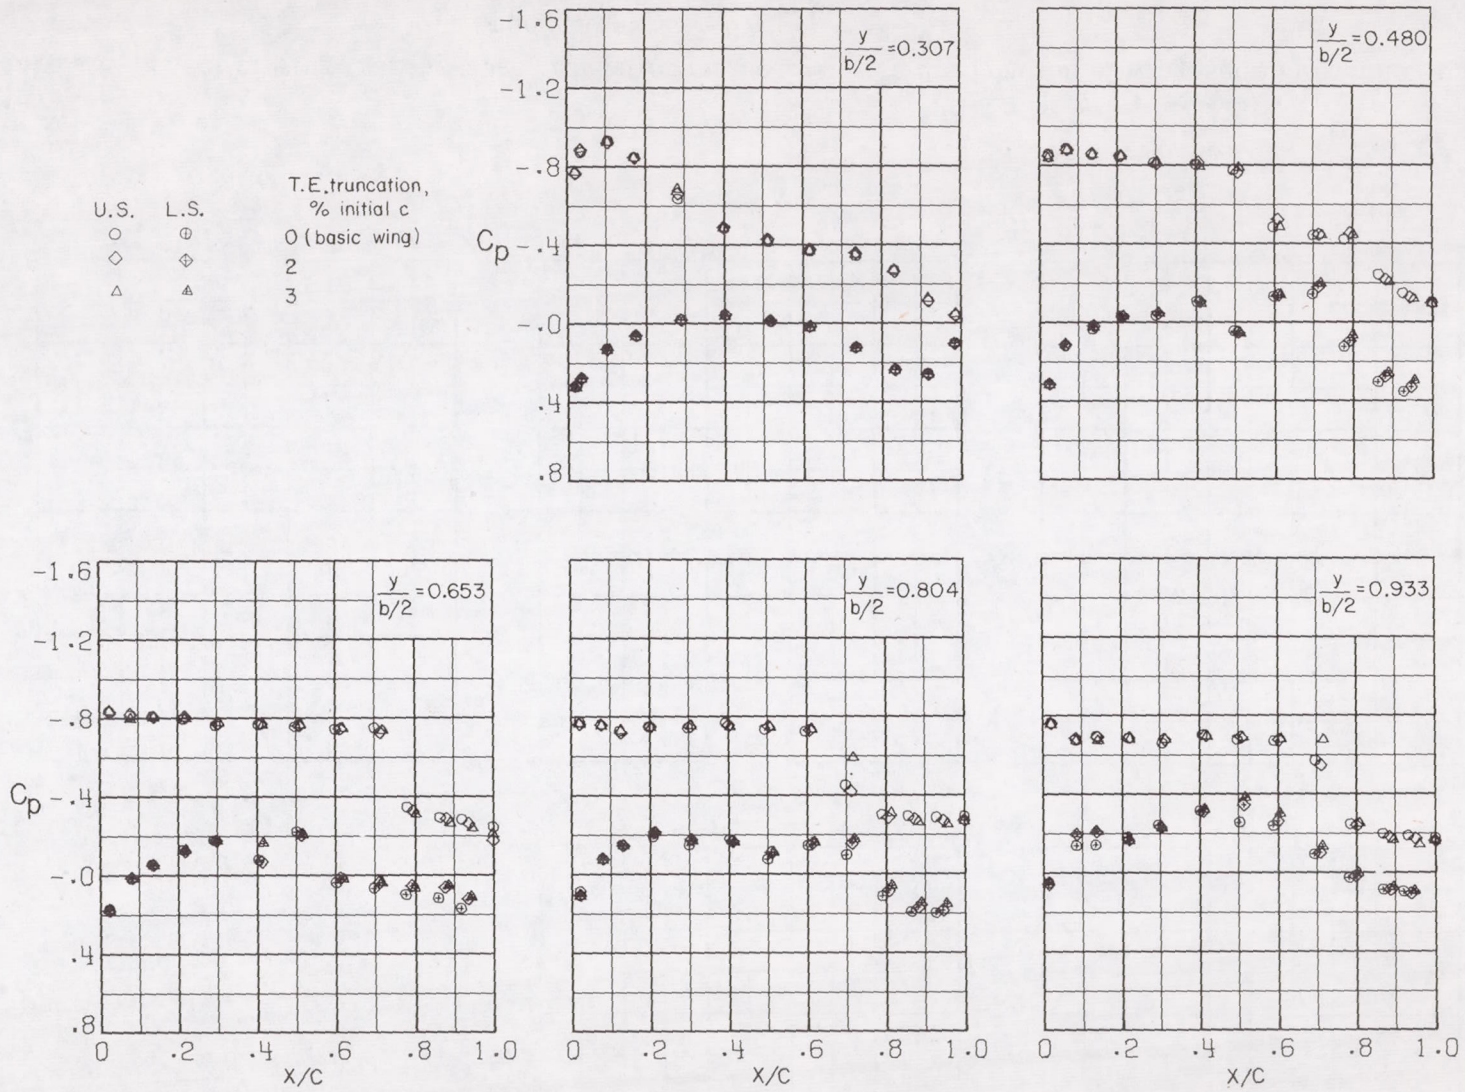 T.E. truncation,
U.S. L.S. % initial c
0 (basic wing)
2
3
-1.6
-1.2
-.8
Cp -.4
-.0
.4
.8
y/b/2 =0.307
y/b/2 =0.480
-1.6
-1.2
-.8
Cp -.4
-.0
.4
.8
y/b/2 =0.653
y/b/2 =0.804
y/b/2 =0.933
0 .2 .4 .6 .8 1.0
X/C
0 .2 .4 .6 .8 1.0
X/C
0 .2 .4 .6 .8 1.0
X/C